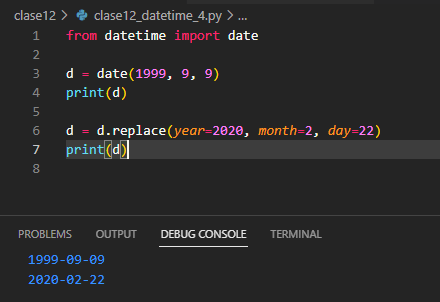 clase12 > clase12_datetime_4.py > ...
1 from datetime import date
2
3 d = date(1999, 9, 9)
4 print(d)
5
6 d = d.replace(year=2020, month=2, day=22)
7 print(d)
8
PROBLEMS OUTPUT DEBUG CONSOLE TERMINAL
1999-09-09
2020-02-22